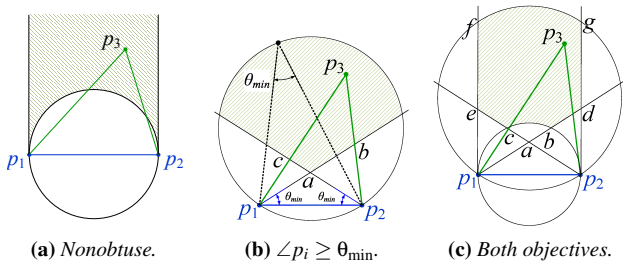 p3
p1
p2
(a) Nonobtuse.
θmin
p3
c
b
a
θmin
θmin
p1
p2
(b) ∠pi ≥ θmin.
f
g
p3
e
d
c
b
a
p1
p2
(c) Both objectives.